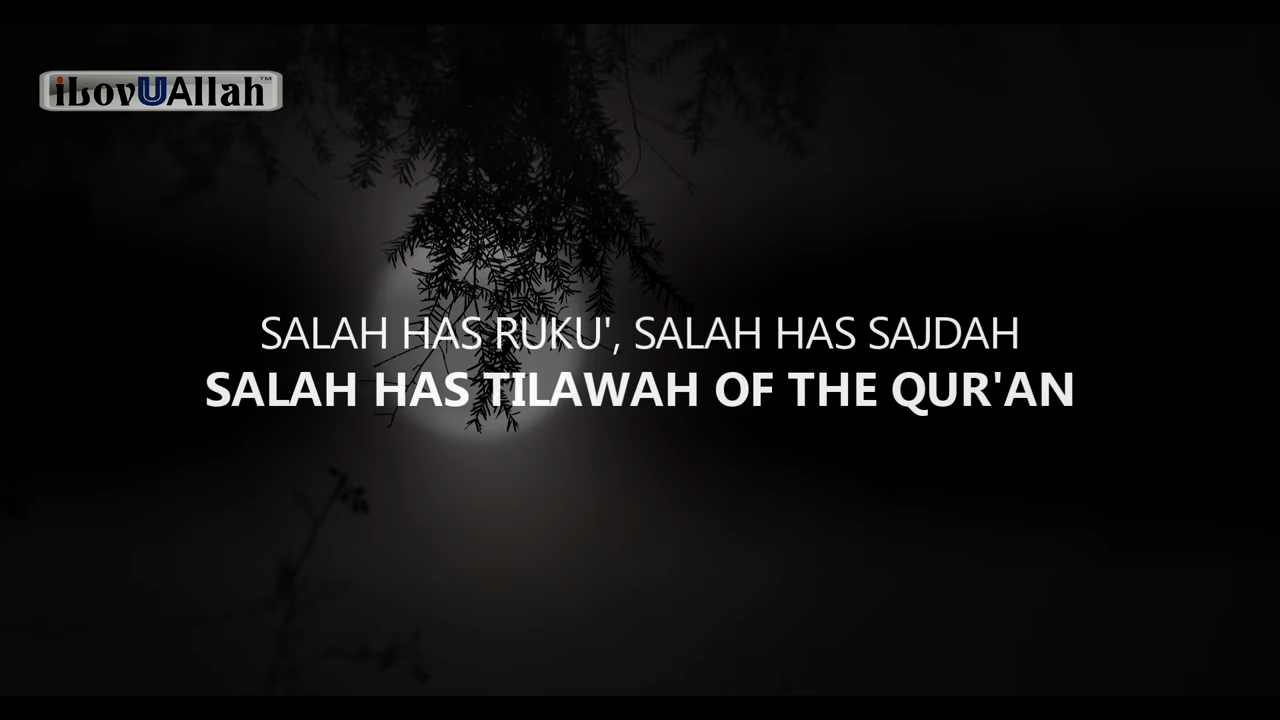 iLovUAllah™
SALAH HAS RUKU', SALAH HAS SAJDAH
SALAH HAS TILAWAH OF THE QUR'AN